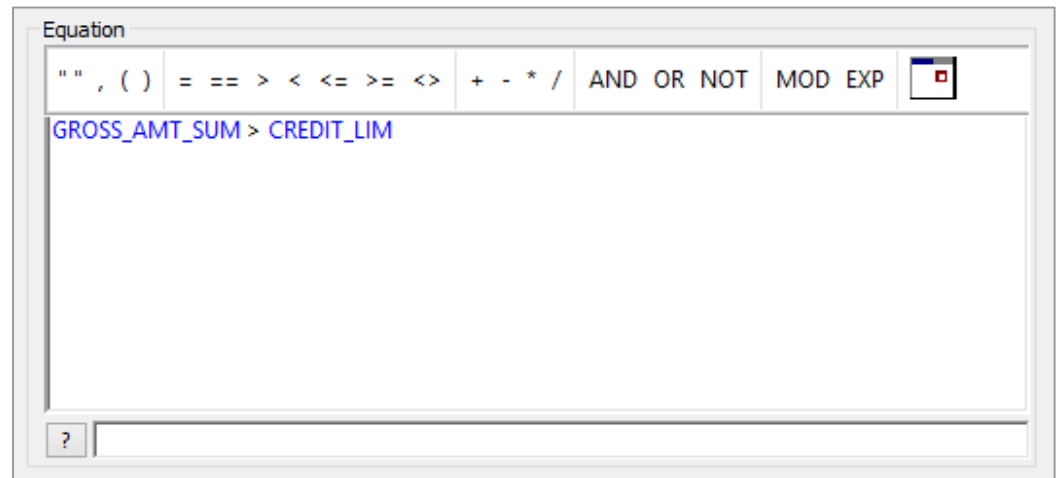 Equation
" " , ( ) = == > < <= >= <> + - * / AND OR NOT MOD EXP
GROSS_AMT_SUM > CREDIT_LIM
?